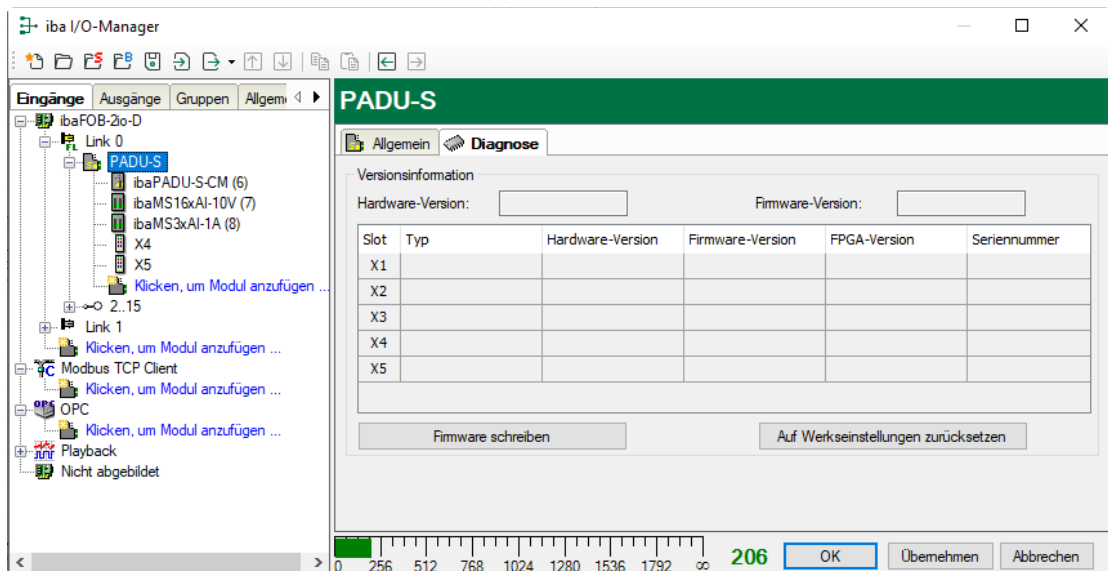 iba I/O-Manager
Eingänge Ausgänge Gruppen Allgem
ibaFOB-2io-D
Link 0
PADU-S
ibaPADU-S-CM (6)
ibaMS16xAI-10V (7)
ibaMS3xAI-1A (8)
X4
X5
Klicken, um Modul anzufügen ...
2..15
Link 1
Klicken, um Modul anzufügen ...
Modbus TCP Client
Klicken, um Modul anzufügen ...
OPC
Klicken, um Modul anzufügen ...
Playback
Nicht abgebildet
PADU-S
Allgemein Diagnose
Versionsinformation
Hardware-Version: Firmware-Version:
Slot Typ Hardware-Version Firmware-Version FPGA-Version Seriennummer
X1
X2
X3
X4
X5
Firmware schreiben Auf Werkseinstellungen zurücksetzen
0 256 512 768 1024 1280 1536 1792 ∞ 206 OK Übernehmen Abbrechen